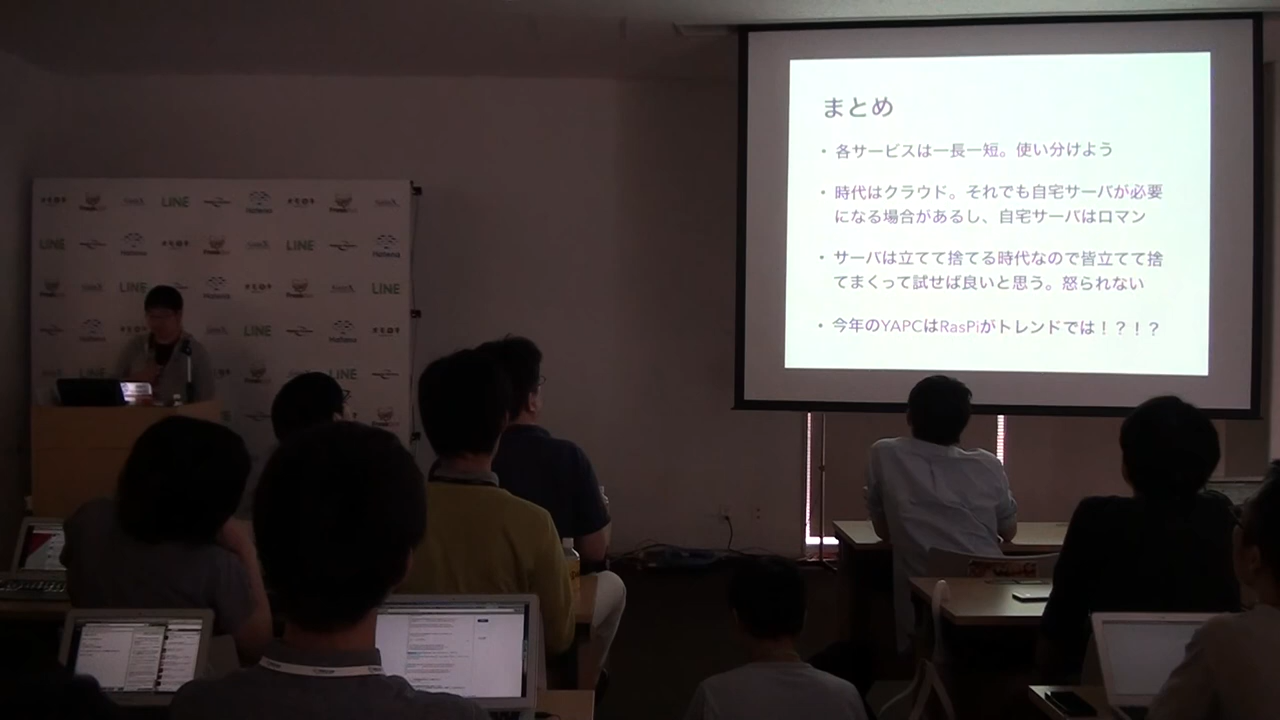 まとめ
• 各サービスは一長一短。使い分けよう
• 時代はクラウド。それでも自宅サーバが必要
になる場合があるし、自宅サーバはロマン
• サーバは立てて捨てる時代なので皆立てて捨
てまくって試せば良いと思う。怒られない
• 今年のYAPCはRasPiがトレンドでは！？！？
LINE
Hatena
LINE
LINE
Hatena
LINE
Hatena
LINE